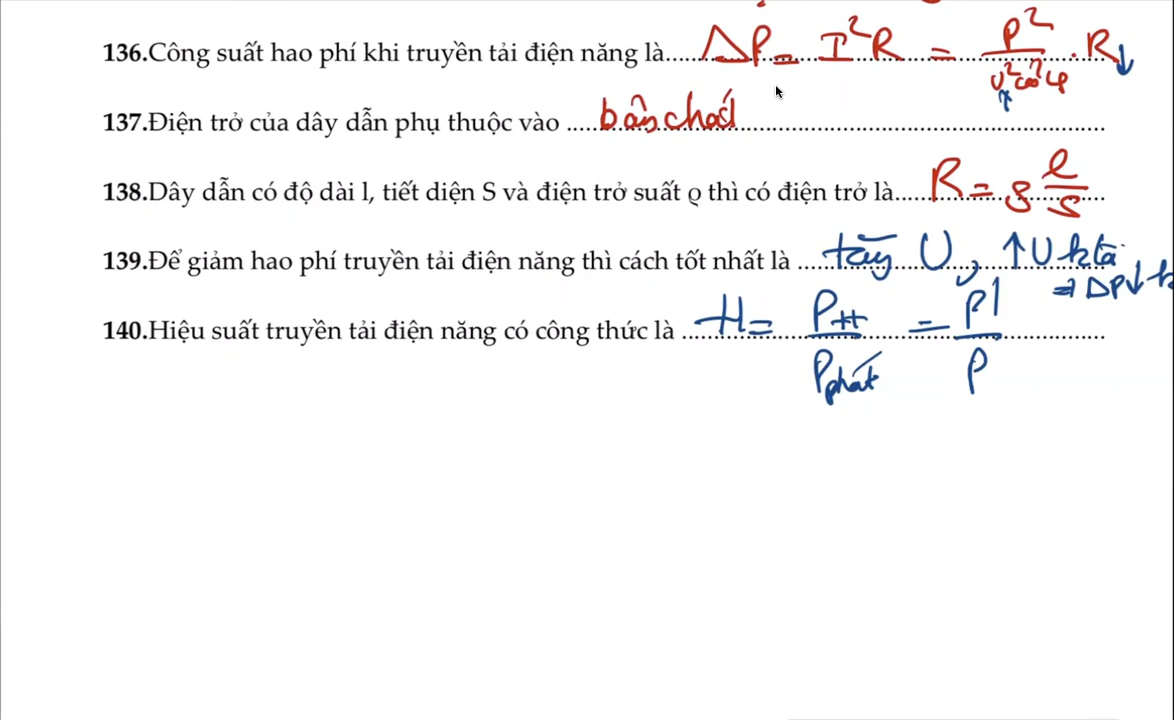 136.Công suất hao phí khi truyền tải điện năng là..... ΔP = I²R = P²/U²cos²φ . R↓
137.Điện trở của dây dẫn phụ thuộc vào ..... bản chất
138.Dây dẫn có độ dài l, tiết diện S và điện trở suất ρ thì có điện trở là..... R = ρ l/S
139.Để giảm hao phí truyền tải điện năng thì cách tốt nhất là ..... tăng U, ↑U k lần
⇒ ΔP↓
140.Hiệu suất truyền tải điện năng có công thức là ..... H = Ptt/Pphát = P'/P